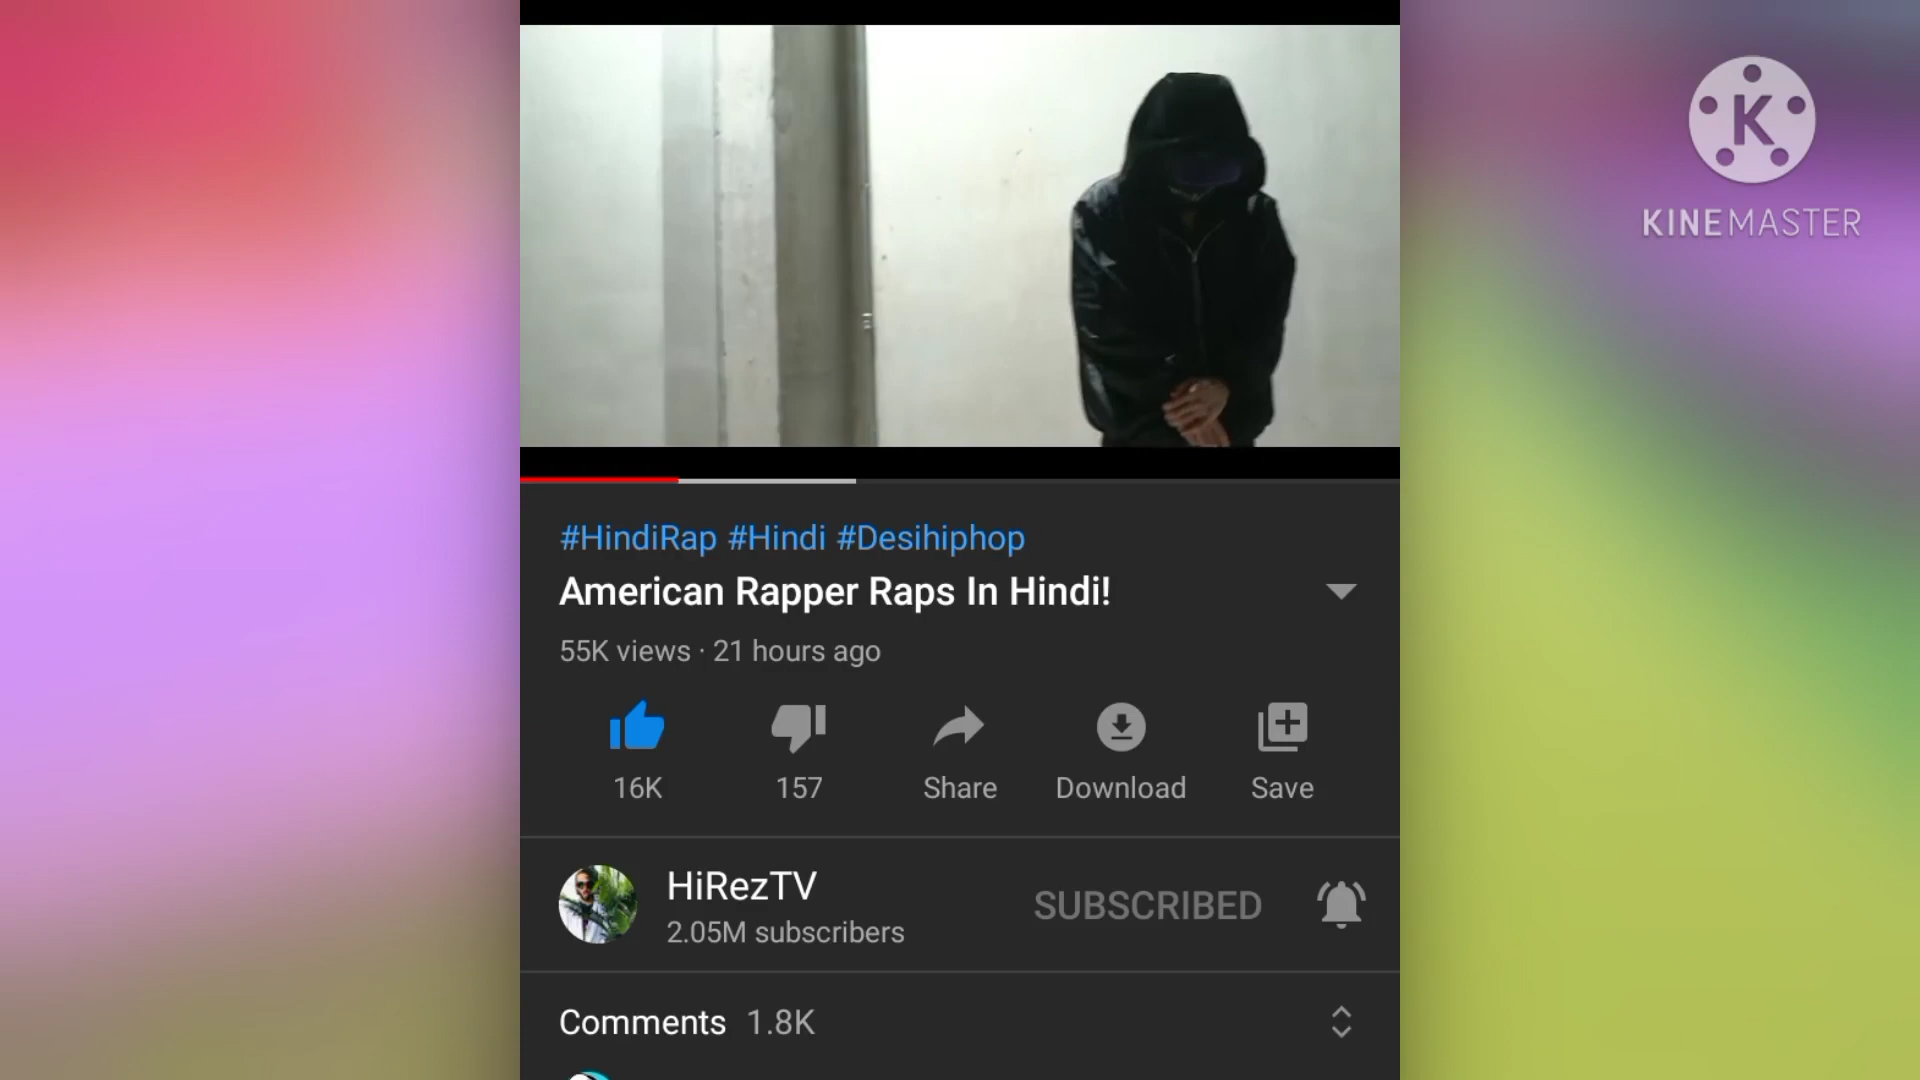 K
KINEMASTER
#HindiRap #Hindi #Desihiphop
American Rapper Raps In Hindi!
55K views · 21 hours ago
16K 157 Share Download Save
HiRezTV
2.05M subscribers
SUBSCRIBED
Comments 1.8K